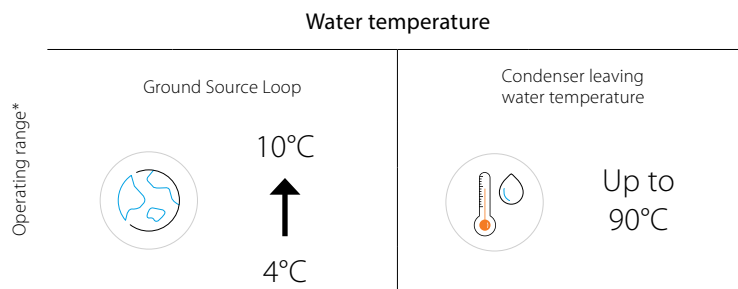 Water temperature
Operating range*
Ground Source Loop
10°C
4°C
Condenser leaving
water temperature
Up to
90°C